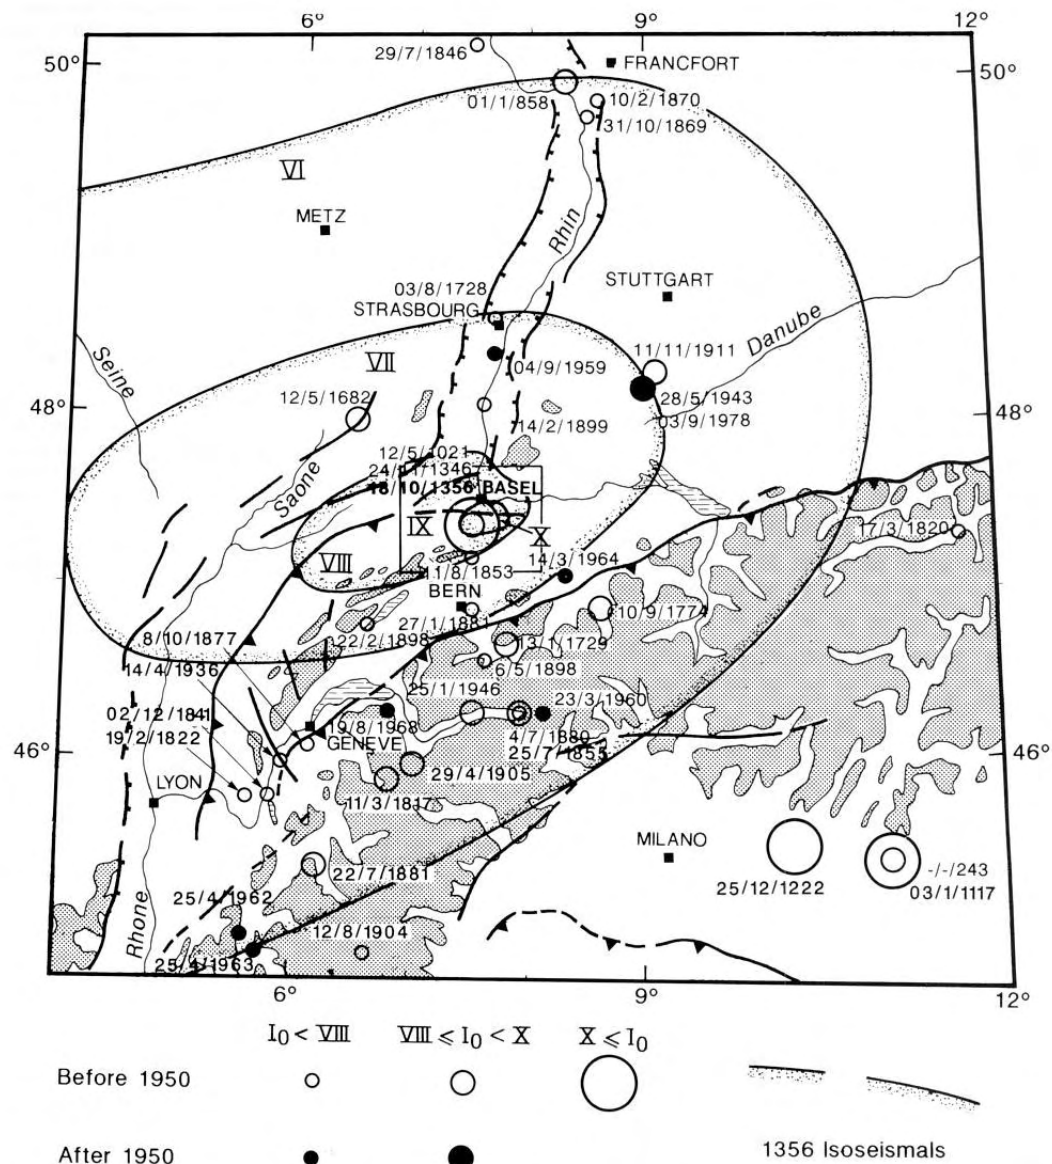 6° 9° 12°
50° 50°
29/7/1846
FRANCFORT
01/1/858
10/2/1870
31/10/1869
VI
METZ
Rhin
03/8/1728
STRASBOURG
STUTTGART
Danube
Seine
VII
11/11/1911
04/9/1959
12/5/1682
28/5/1943
48° 48°
03/9/1978
14/2/1899
Saone
12/5/1021
24/11/1346
18/10/1356 BASEL
IX
X
17/3/1820
VIII
14/3/1964
11/8/1853
BERN
10/9/1774
27/1/1881
8/10/1877
22/2/1898
13/1/1729
14/4/1936
6/5/1898
25/1/1946
23/3/1960
02/12/1841
19/2/1822
19/8/1968
4/7/1880
46° 46°
GENEVE
25/7/1855
29/4/1905
LYON
11/3/1817
MILANO
22/7/1881
25/12/1222
-/-/243
03/1/1117
25/4/1962
12/8/1904
Rhone
25/4/1963
6° 9° 12°
I0 < VIII VIII ⩽ I0 < X X ⩽ I0
Before 1950
After 1950
1356 Isoseismals